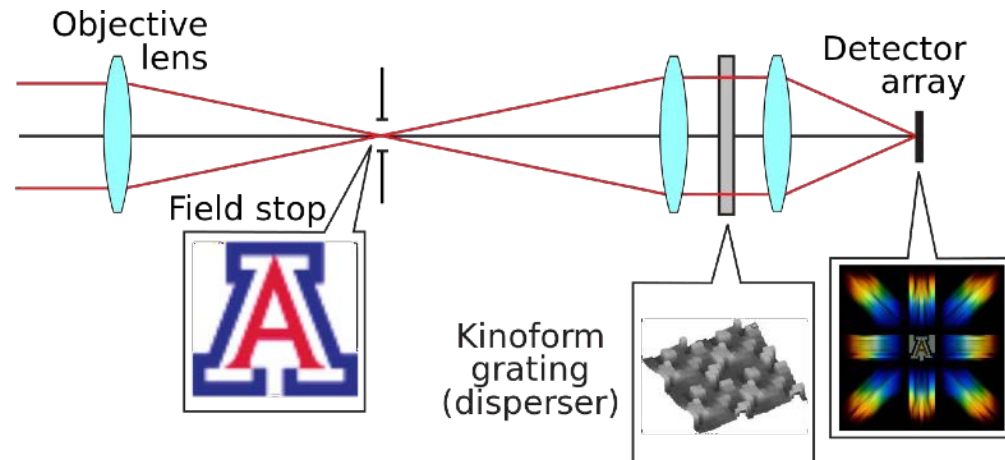 Objective
lens
Detector
array
Field stop
A
Kinoform
grating
(disperser)
A